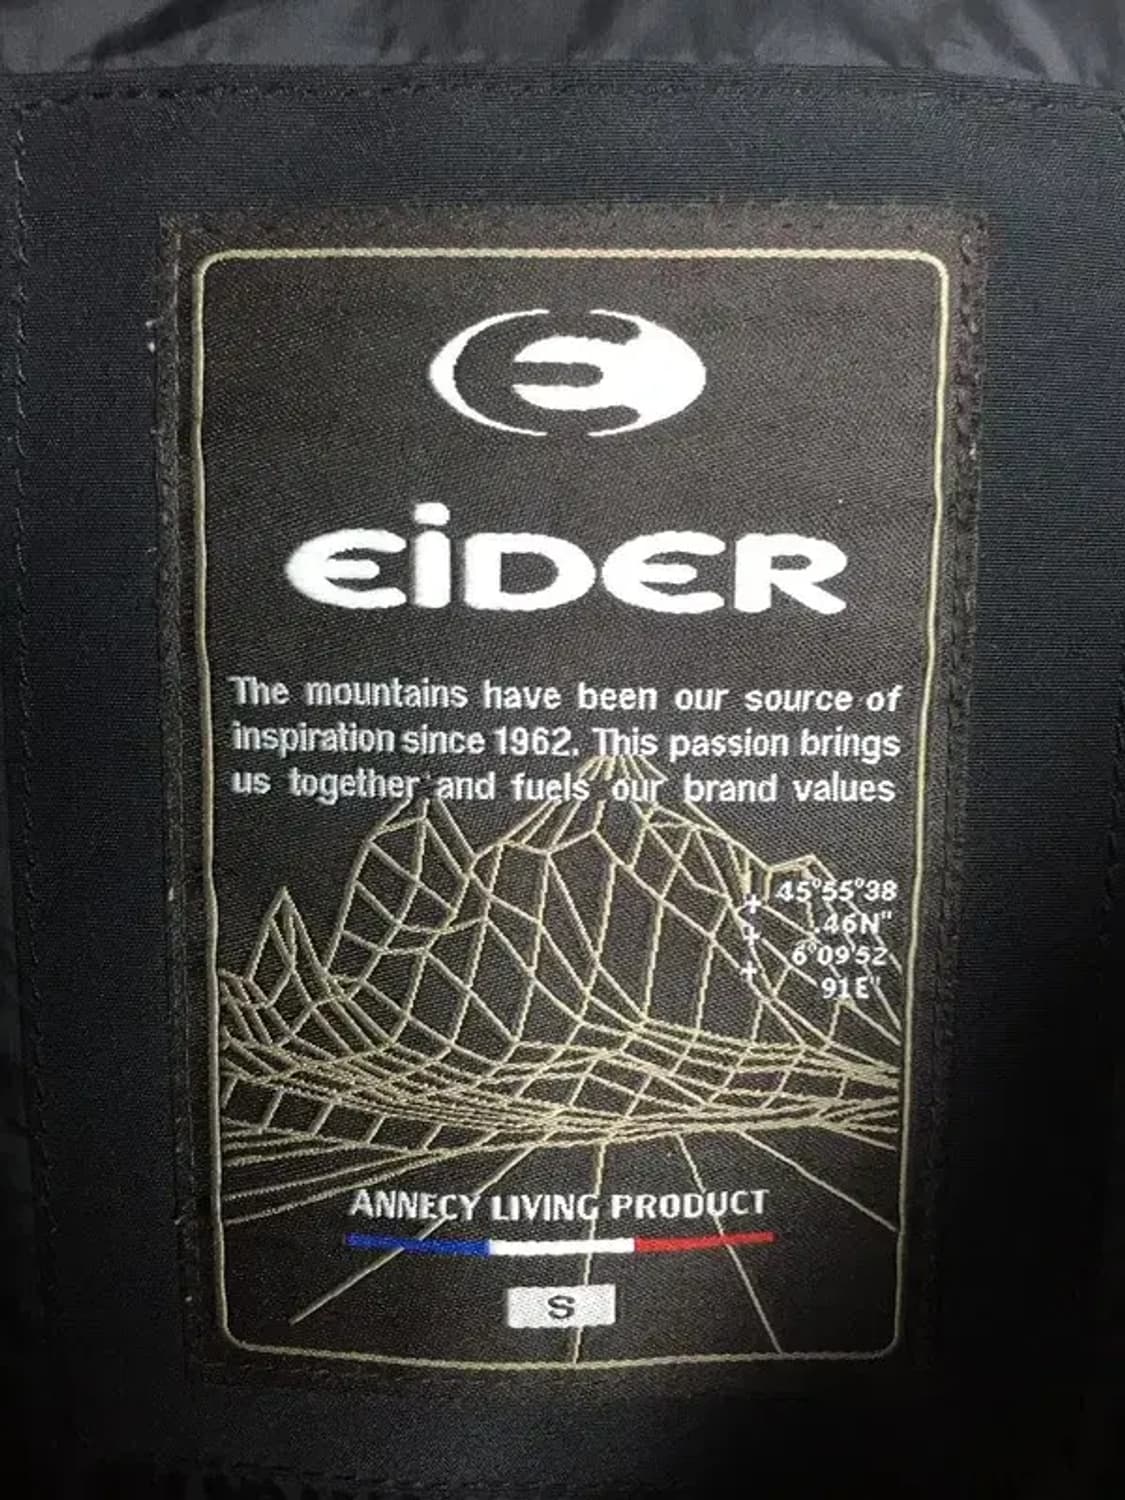 EiDER
The mountains have been our source of
inspiration since 1962. This passion brings
us together and fuels our brand values
45°55°38
.46N"
6°09'52
91E"
ANNECY LIVING PRODUCT
S